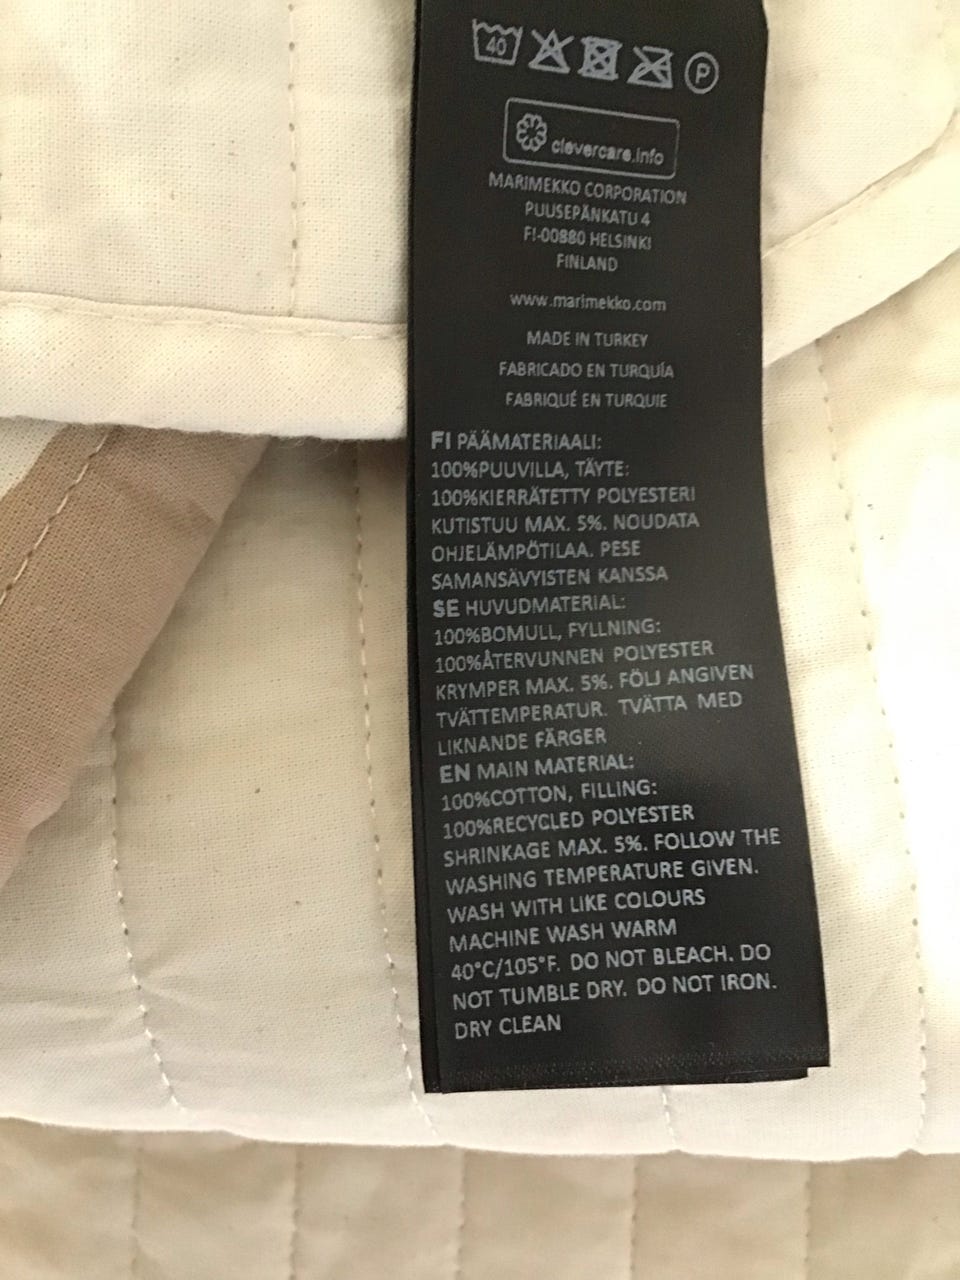 40 P
clevercare.info
MARIMEKKO CORPORATION
PUUSEPÄNKATU 4
FI-00880 HELSINKI
FINLAND
www.marimekko.com
MADE IN TURKEY
FABRICADO EN TURQUÍA
FABRIQUÉ EN TURQUIE
FI PÄÄMATERIAALI:
100%PUUVILLA, TÄYTE:
100%KIERRÄTETTY POLYESTERI
KUTISTUU MAX. 5%. NOUDATA
OHJELÄMPÖTILAA. PESE
SAMANSÄVYISTEN KANSSA
SE HUVUDMATERIAL:
100%BOMULL, FYLLNING:
100%ÅTERVUNNEN POLYESTER
KRYMPER MAX. 5%. FÖLJ ANGIVEN
TVÄTTEMPERATUR. TVÄTTA MED
LIKNANDE FÄRGER
EN MAIN MATERIAL:
100%COTTON, FILLING:
100%RECYCLED POLYESTER
SHRINKAGE MAX. 5%. FOLLOW THE
WASHING TEMPERATURE GIVEN.
WASH WITH LIKE COLOURS
MACHINE WASH WARM
40°C/105°F. DO NOT BLEACH. DO
NOT TUMBLE DRY. DO NOT IRON.
DRY CLEAN